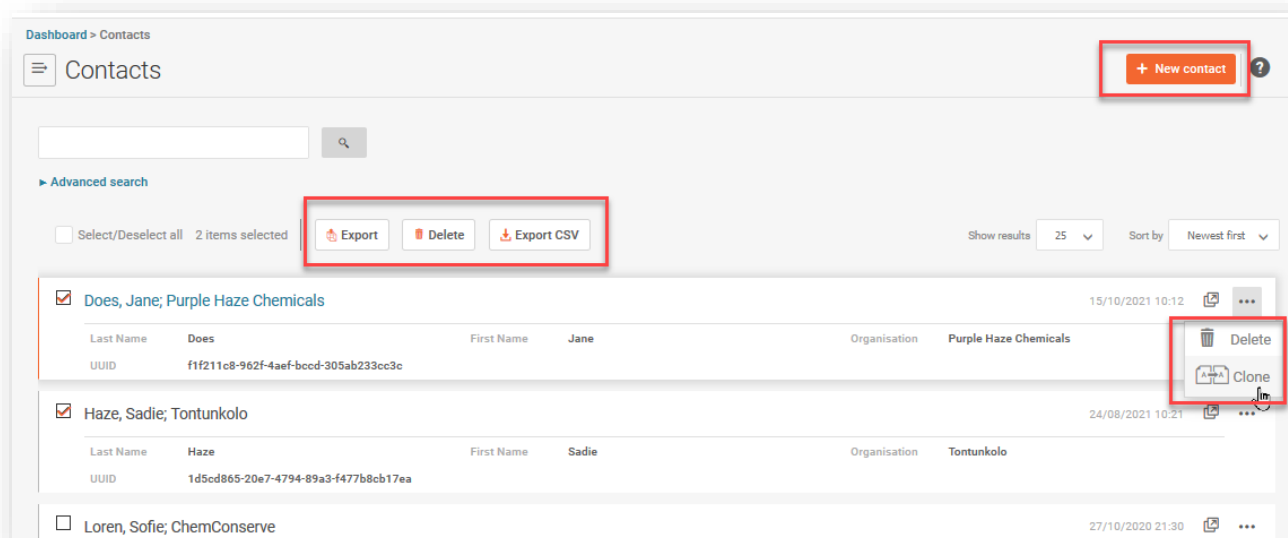 Dashboard > Contacts
Contacts
+ New contact
?
▸ Advanced search
Select/Deselect all 2 items selected Export Delete Export CSV Show results 25 Sort by Newest first
Does, Jane; Purple Haze Chemicals 15/10/2021 10:12
Last Name Does First Name Jane Organisation Purple Haze Chemicals
UUID f1f211c8-962f-4aef-bccd-305ab233cc3c
Delete
A A Clone
Haze, Sadie; Tontunkolo 24/08/2021 10:21
Last Name Haze First Name Sadie Organisation Tontunkolo
UUID 1d5cd865-20e7-4794-89a3-f477b8cb17ea
Loren, Sofie; ChemConserve 27/10/2020 21:30